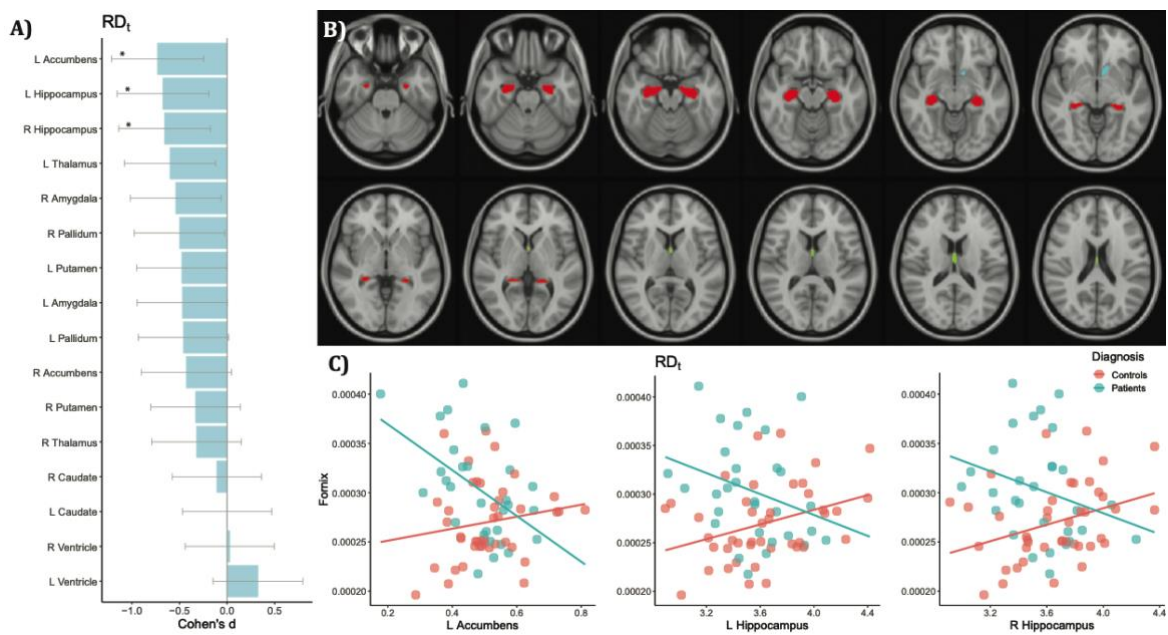 A)
RDt
L Accumbens
*
L Hippocampus
*
R Hippocampus
*
L Thalamus
R Amygdala
R Pallidum
L Putamen
L Amygdala
L Pallidum
R Accumbens
R Putamen
R Thalamus
R Caudate
L Caudate
R Ventricle
L Ventricle
−1.0 −0.5 0.0 0.5
Cohen's d
B)
C)
RDt
Diagnosis
Controls
Patients
Fornix
0.00040
0.00035
0.00030
0.00025
0.00020
0.2 0.4 0.6 0.8
L Accumbens
0.00040
0.00035
0.00030
0.00025
0.00020
3.2 3.6 4.0 4.4
L Hippocampus
0.00040
0.00035
0.00030
0.00025
0.00020
3.2 3.6 4.0 4.4
R Hippocampus